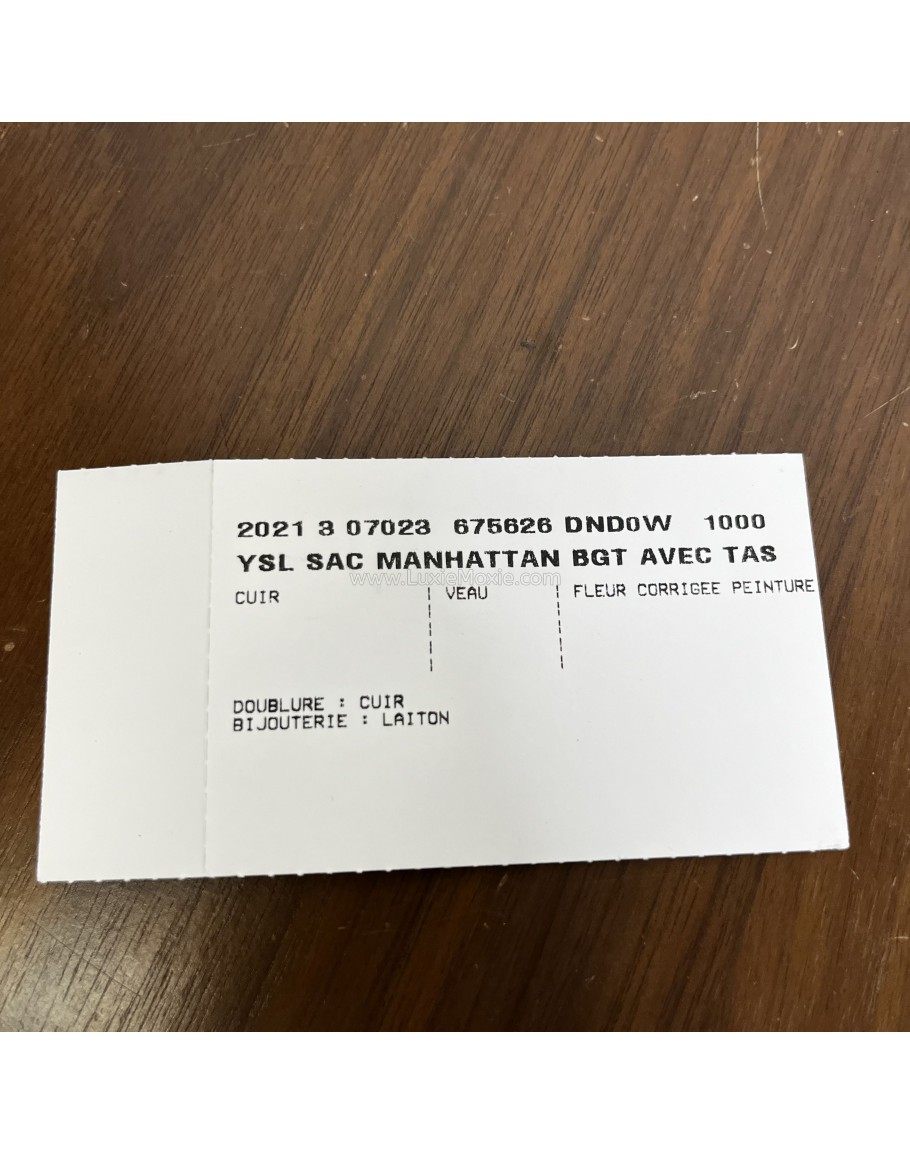 2021 3 07023 675626 DND0W 1000
YSL SAC MANHATTAN BGT AVEC TAS
www.LuxieMoxie.com
CUIR VEAU FLEUR CORRIGEE PEINTURE
DOUBLURE : CUIR
BIJOUTERIE : LAITON